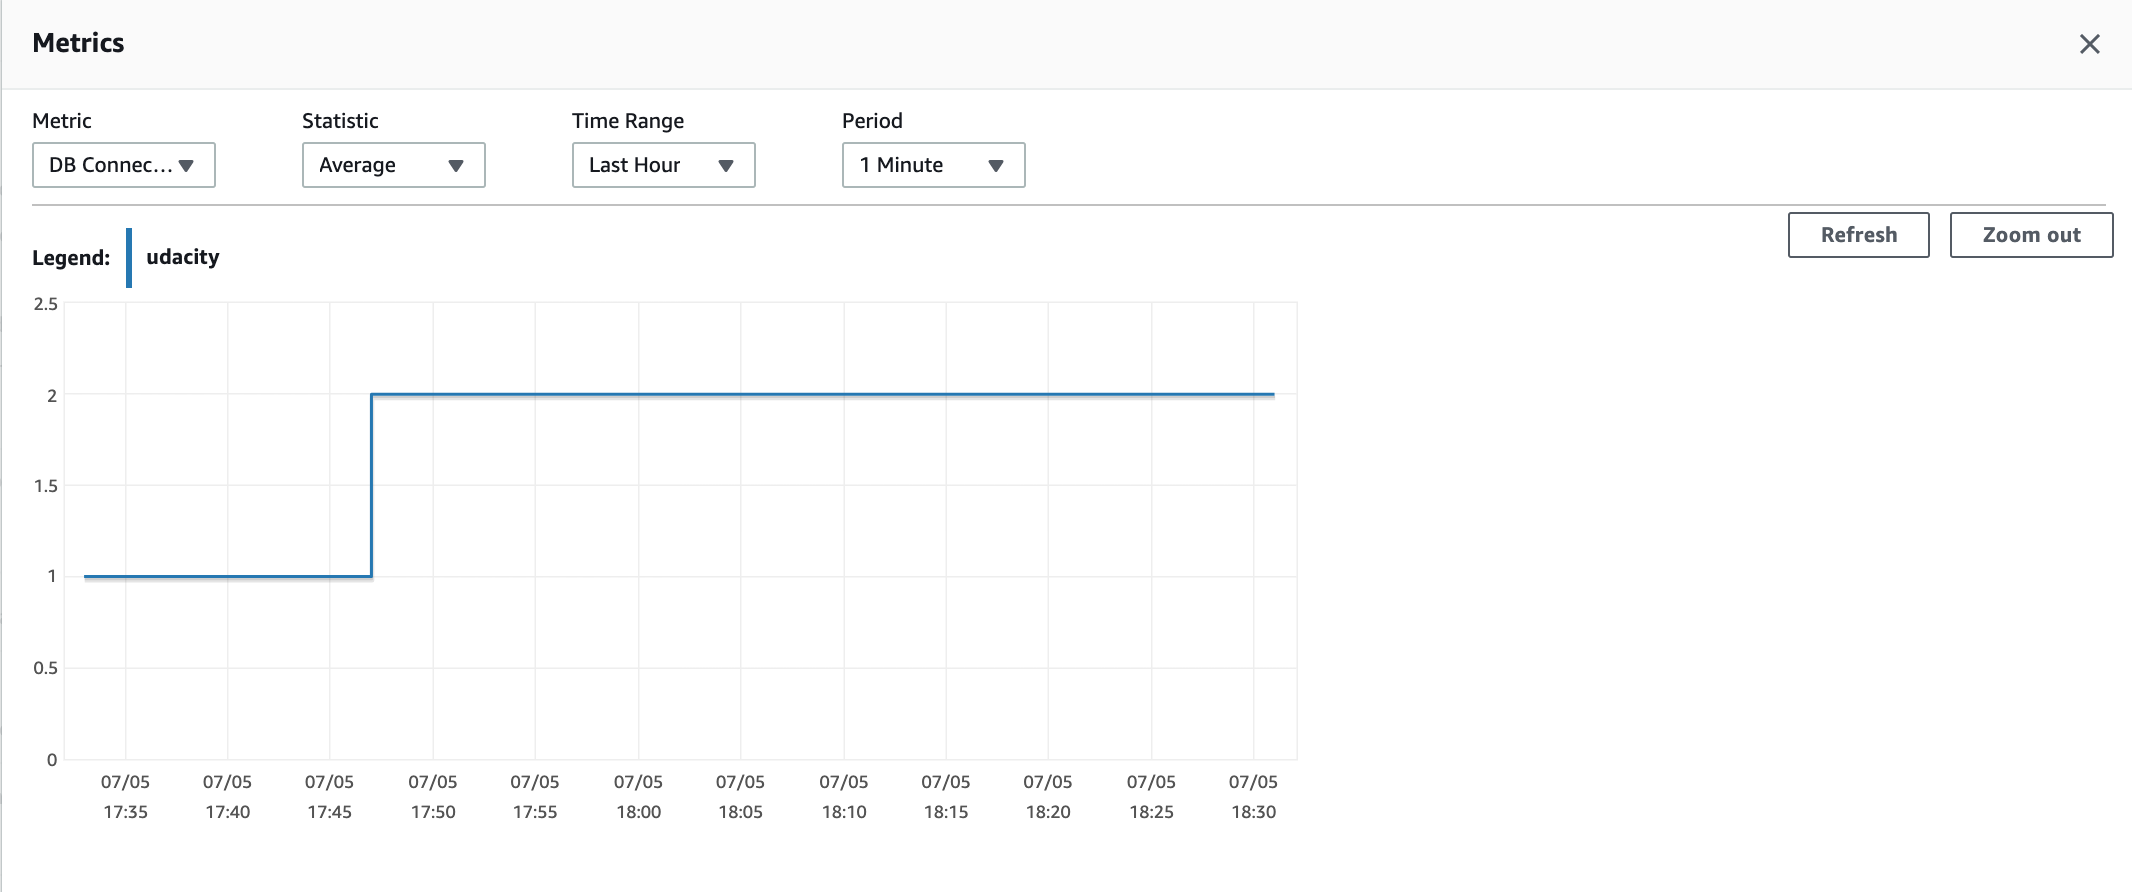 Metrics
Metric Statistic Time Range Period
DB Connec... Average Last Hour 1 Minute
Refresh Zoom out
Legend: udacity
2.5
2
1.5
1
0.5
0
07/05 07/05 07/05 07/05 07/05 07/05 07/05 07/05 07/05 07/05 07/05 07/05
17:35 17:40 17:45 17:50 17:55 18:00 18:05 18:10 18:15 18:20 18:25 18:30